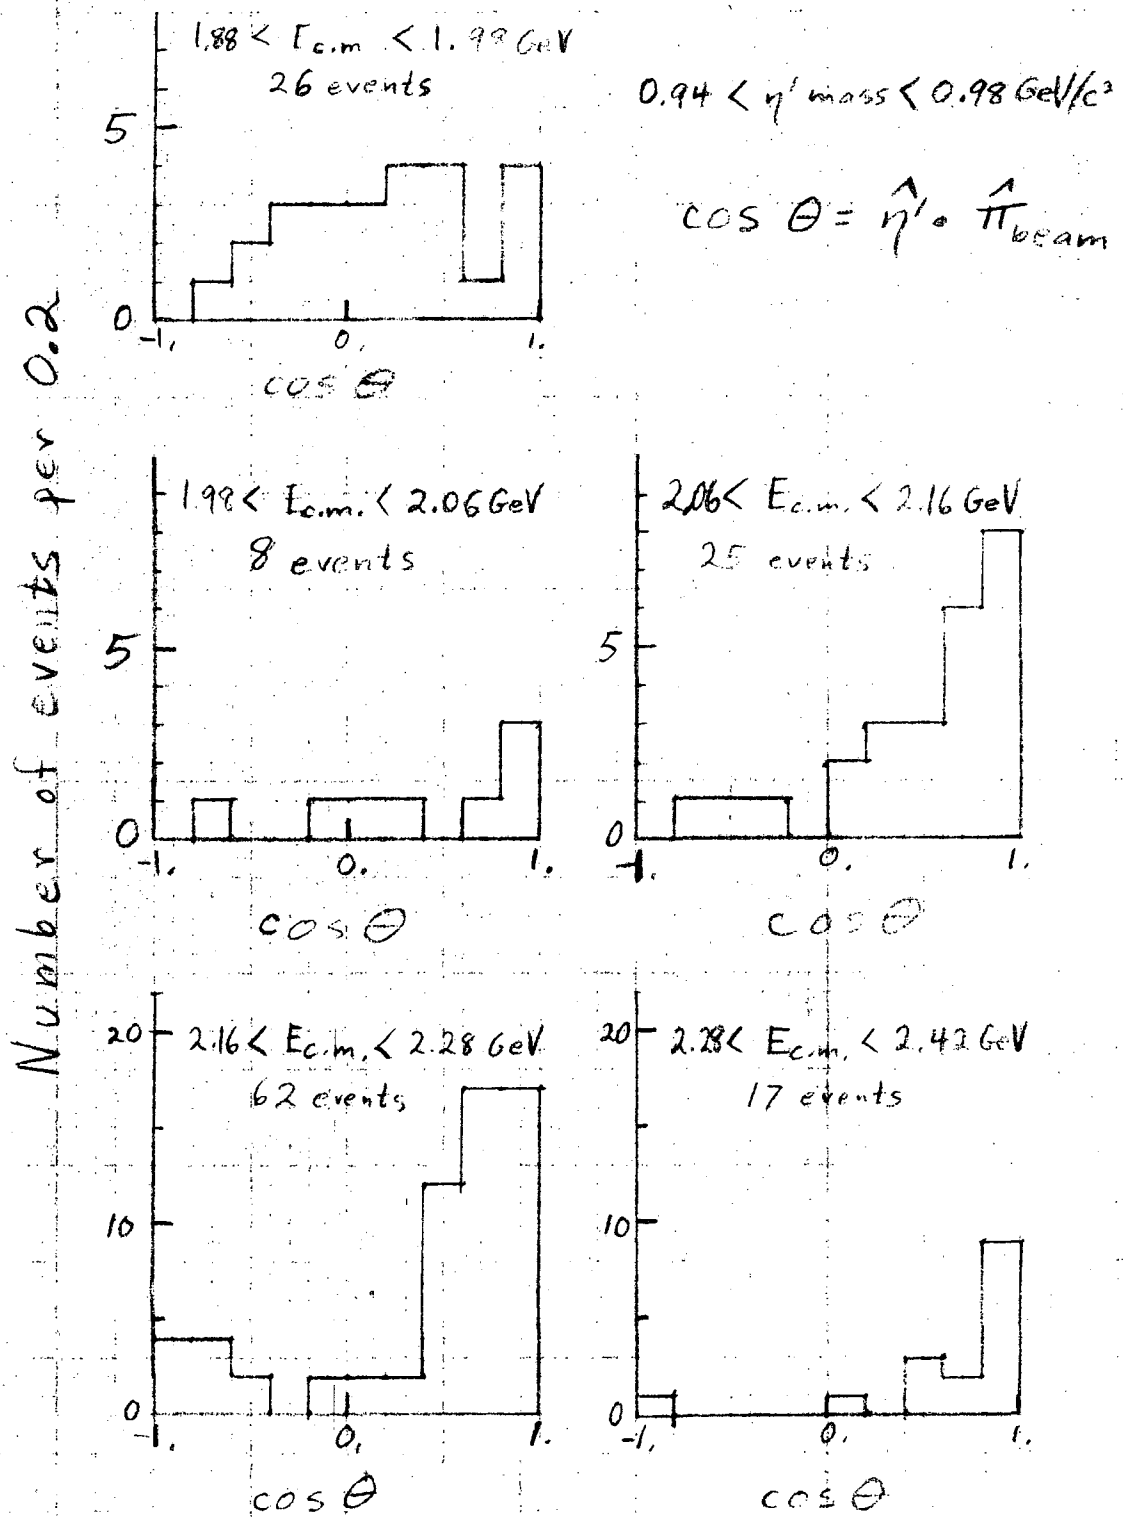 1.88 < Ec.m. < 1.98 GeV
26 events
0.94 < η' mass < 0.98 GeV/c²
cos θ = η̂' · π̂beam
5
0
-1. 0. 1.
cos θ
Number of events per 0.2
1.98 < Ec.m. < 2.06 GeV
8 events
5
0
-1. 0. 1.
cos θ
2.06 < Ec.m. < 2.16 GeV
25 events
5
0
-1. 0. 1.
cos θ
2.16 < Ec.m. < 2.28 GeV
62 events
20
10
0
-1. 0. 1.
cos θ
2.28 < Ec.m. < 2.42 GeV
17 events
20
10
0
-1. 0. 1.
cos θ